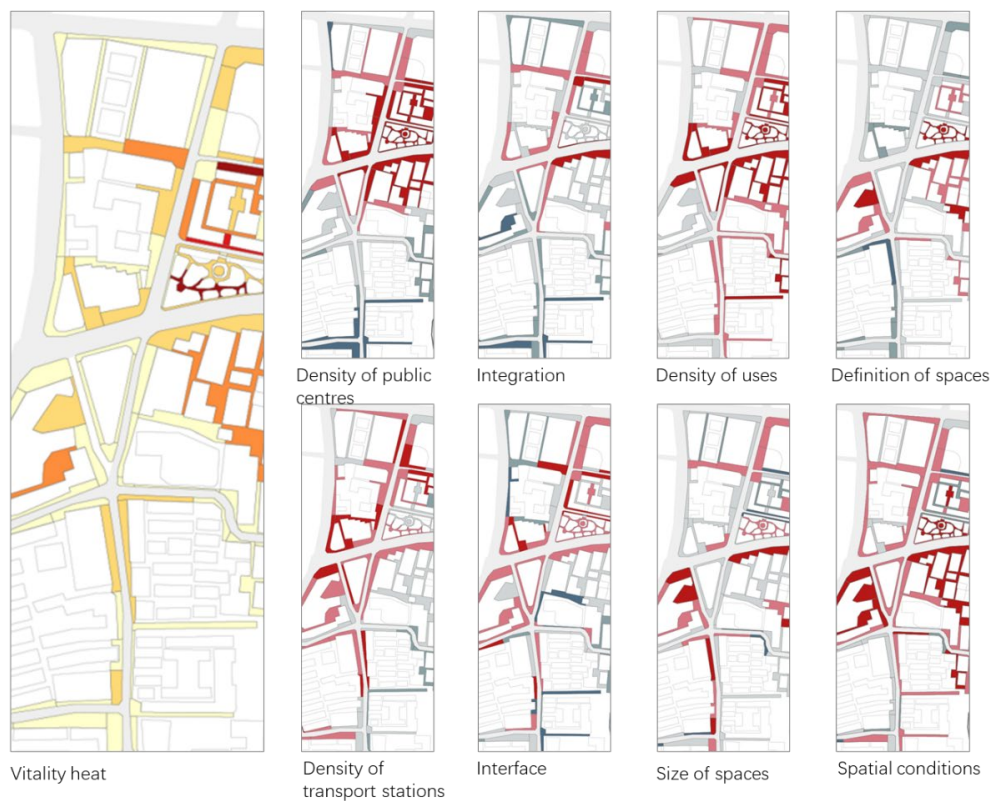 Density of public
centres
Integration
Density of uses
Definition of spaces
Vitality heat
Density of
transport stations
Interface
Size of spaces
Spatial conditions